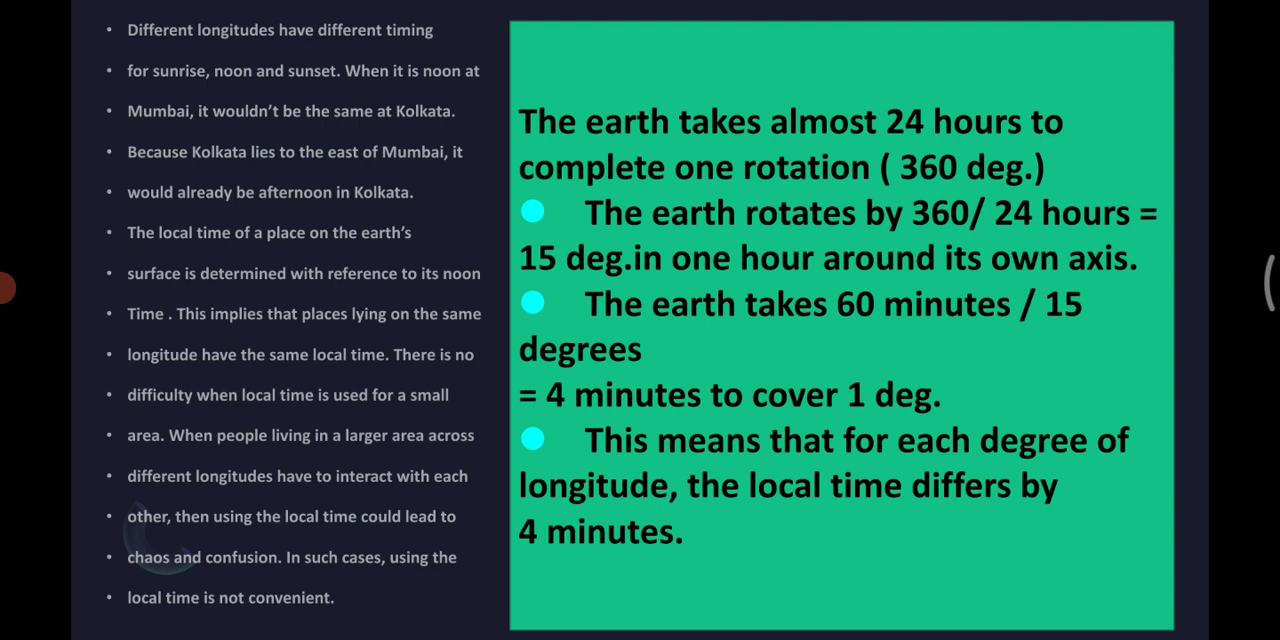 • Different longitudes have different timing
• for sunrise, noon and sunset. When it is noon at
• Mumbai, it wouldn’t be the same at Kolkata.
• Because Kolkata lies to the east of Mumbai, it
• would already be afternoon in Kolkata.
• The local time of a place on the earth’s
• surface is determined with reference to its noon
• Time . This implies that places lying on the same
• longitude have the same local time. There is no
• difficulty when local time is used for a small
• area. When people living in a larger area across
• different longitudes have to interact with each
• other, then using the local time could lead to
• chaos and confusion. In such cases, using the
• local time is not convenient.
The earth takes almost 24 hours to
complete one rotation ( 360 deg.)
● The earth rotates by 360/ 24 hours =
15 deg.in one hour around its own axis.
● The earth takes 60 minutes / 15
degrees
= 4 minutes to cover 1 deg.
● This means that for each degree of
longitude, the local time differs by
4 minutes.